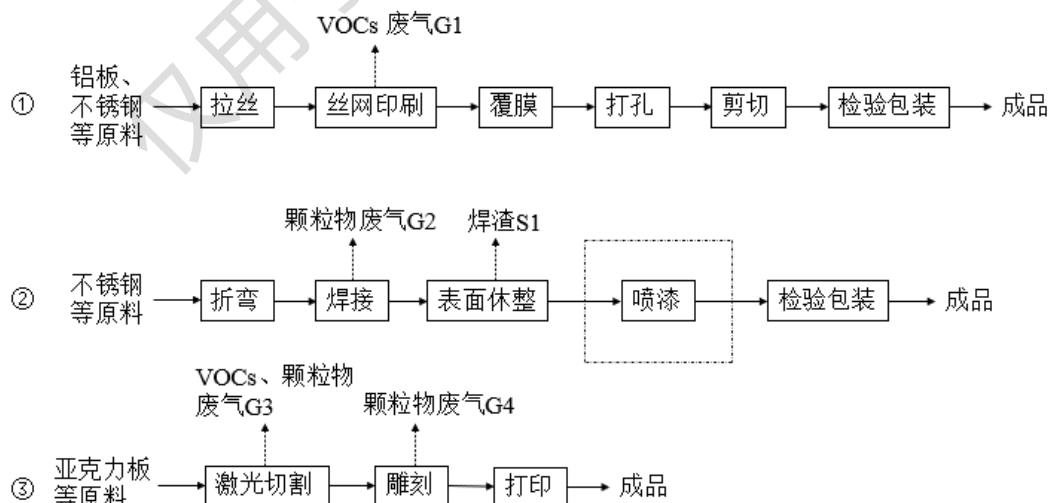 VOCs 废气G1
①
铝板、
不锈钢
等原料
拉丝
丝网印刷
覆膜
打孔
剪切
检验包装
成品
颗粒物废气G2
焊渣S1
②
不锈钢
等原料
折弯
焊接
表面休整
喷漆
检验包装
成品
VOCs、颗粒物
废气G3
颗粒物废气G4
③
亚克力板
等原料
激光切割
雕刻
打印
成品
仅用